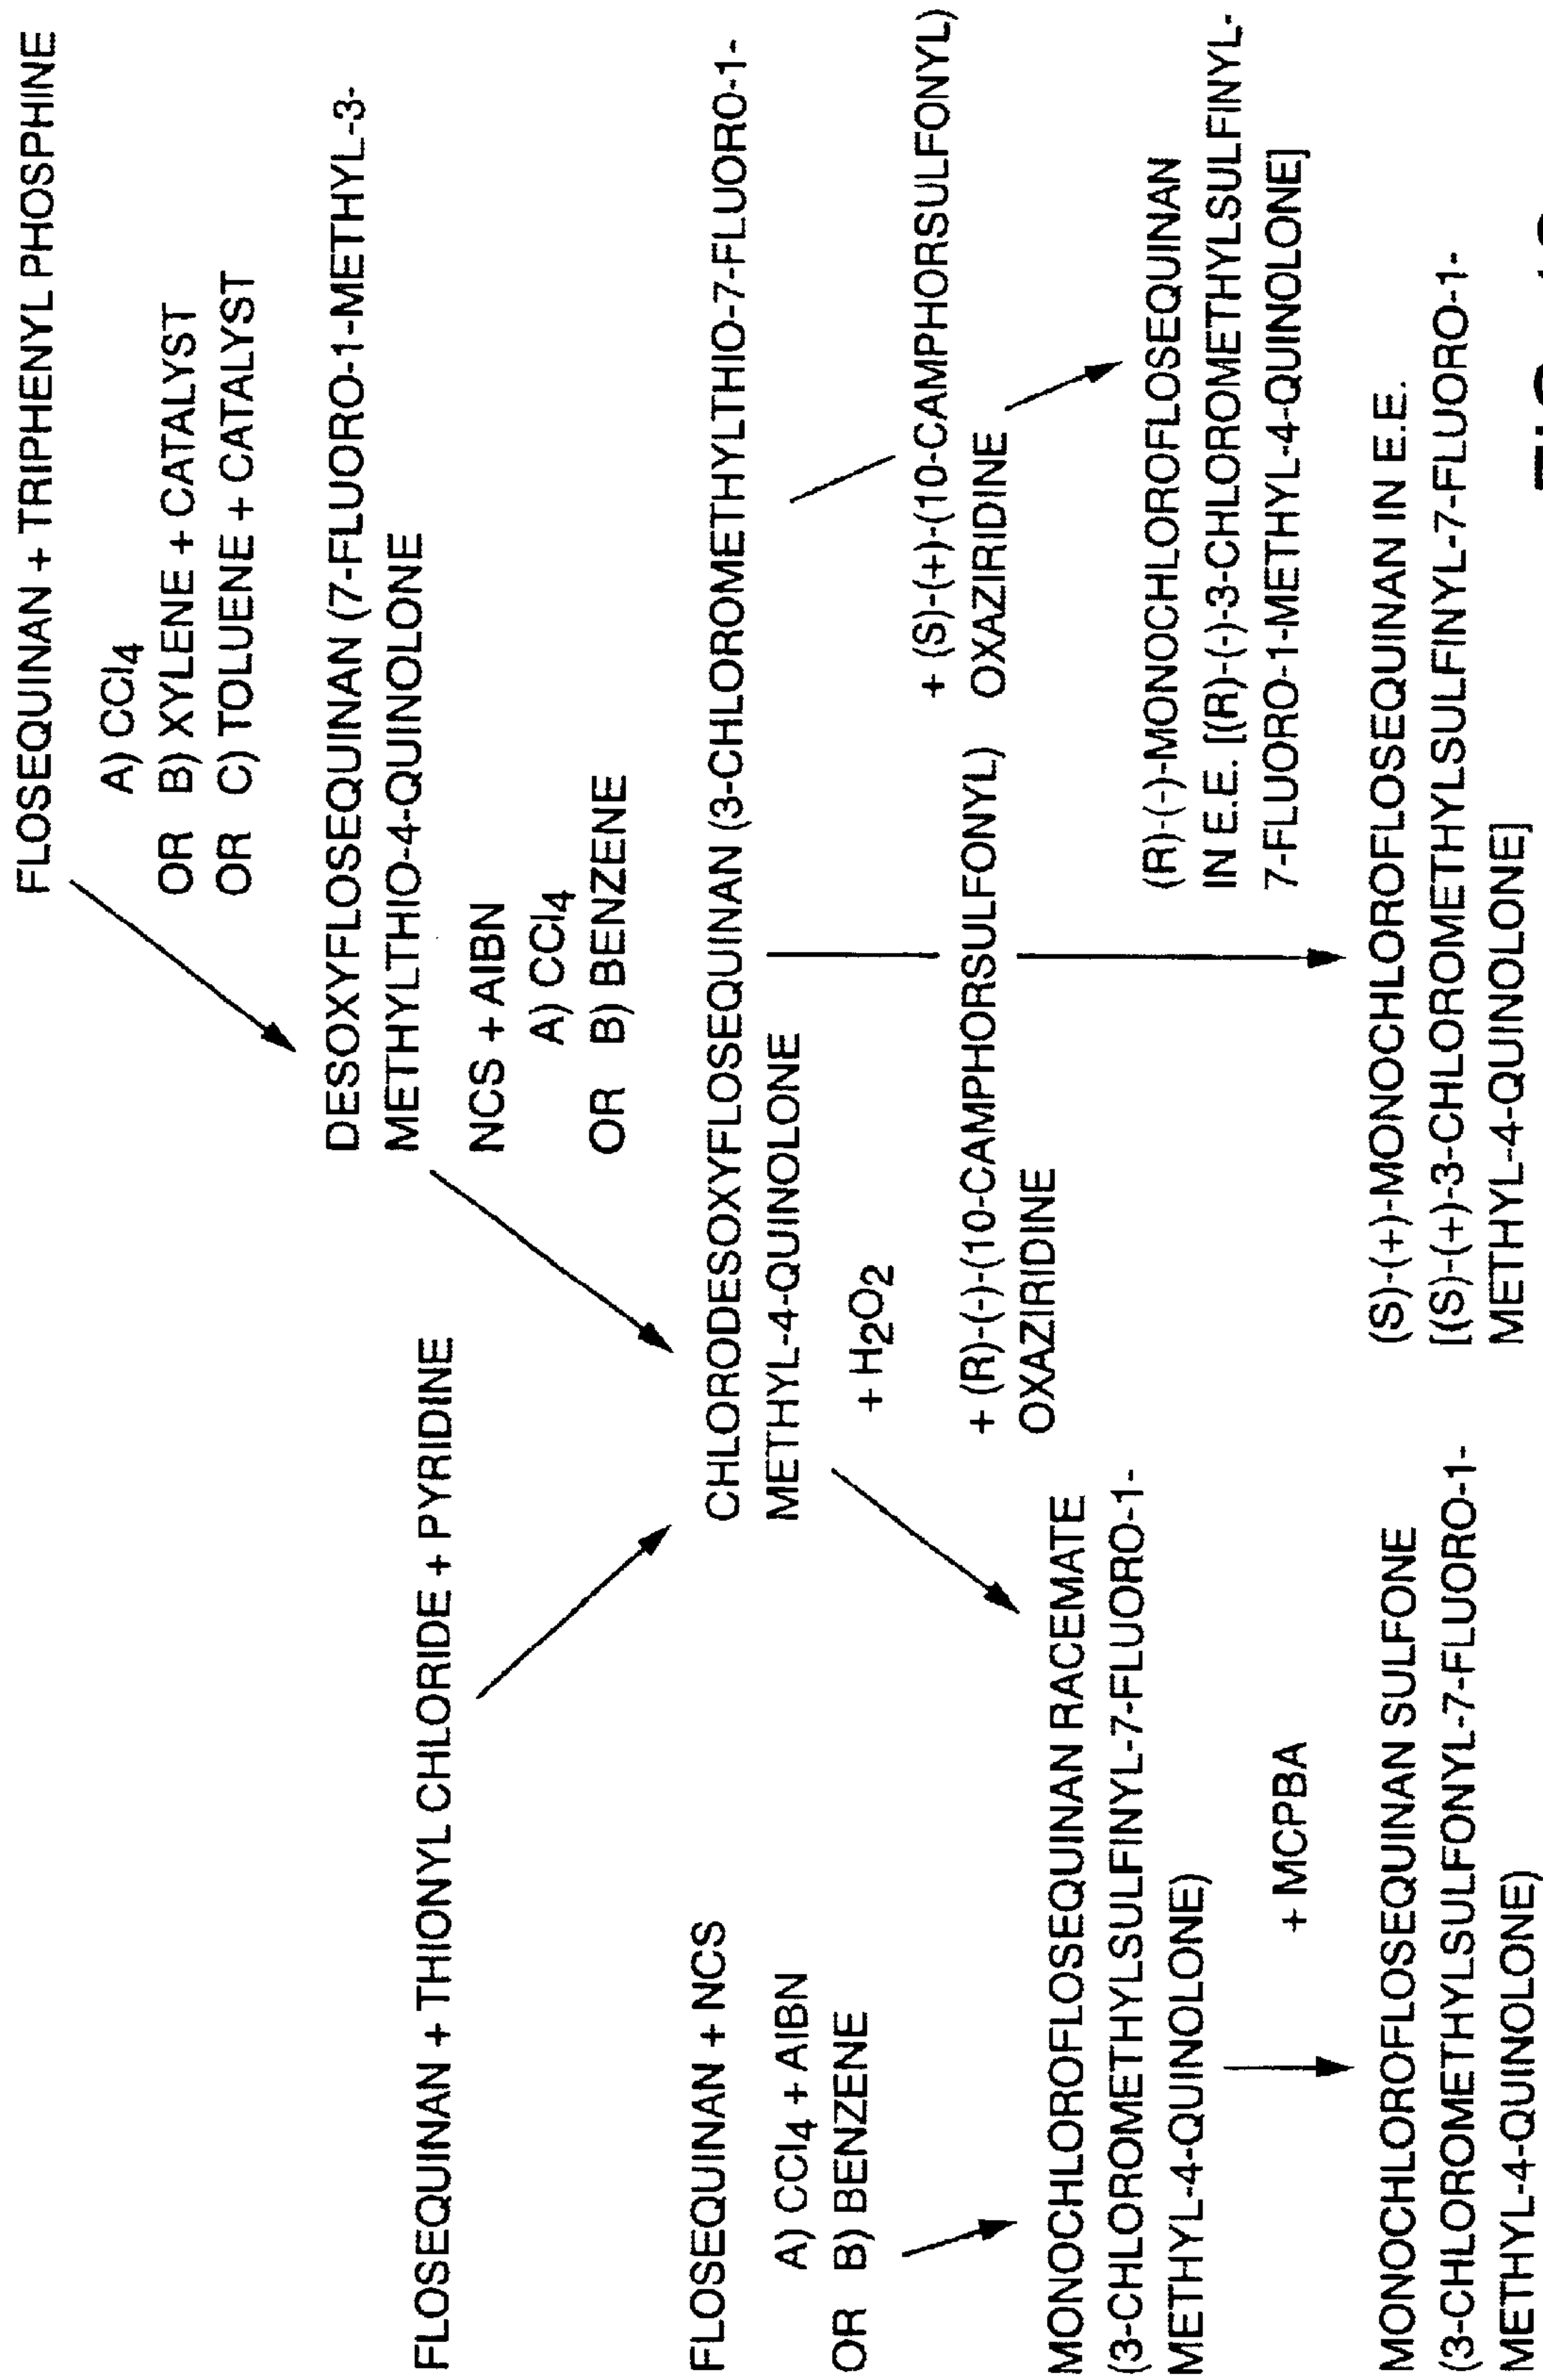 FLOSEQUINAN + TRIPHENYL PHOSPHINE
A) CCl4
OR B) XYLENE + CATALYST
OR C) TOLUENE + CATALYST
DESOXYFLOSEQUINAN (7-FLUORO-1-METHYL-3-
METHYLTHIO-4-QUINOLONE
FLOSEQUINAN + THIONYL CHLORIDE + PYRIDINE
NCS + AIBN
A) CCl4
OR B) BENZENE
CHLORODESOXYFLOSEQUINAN (3-CHLOROMETHYLTHIO-7-FLUORO-1-
METHYL-4-QUINOLONE
FLOSEQUINAN + NCS
A) CCl4 + AIBN
OR B) BENZENE
+ H2O2
+ (R)-(-)-(10-CAMPHORSULFONYL)
OXAZIRIDINE
+ (S)-(+)-(10-CAMPHORSULFONYL)
OXAZIRIDINE
MONOCHLOROFLOSEQUINAN RACEMATE
(3-CHLOROMETHYLSULFINYL-7-FLUORO-1-
METHYL-4-QUINOLONE)
(R)-(-)-MONOCHLOROFLOSEQUINAN
IN E.E. [(R)-(-)-3-CHLOROMETHYLSULFINYL-
7-FLUORO-1-METHYL-4-QUINOLONE]
+ MCPBA
MONOCHLOROFLOSEQUINAN SULFONE
(3-CHLOROMETHYLSULFONYL-7-FLUORO-1-
METHYL-4-QUINOLONE)
(S)-(+)-MONOCHLOROFLOSEQUINAN IN E.E.
[(S)-(+)-3-CHLOROMETHYLSULFINYL-7-FLUORO-1-
METHYL-4-QUINOLONE]